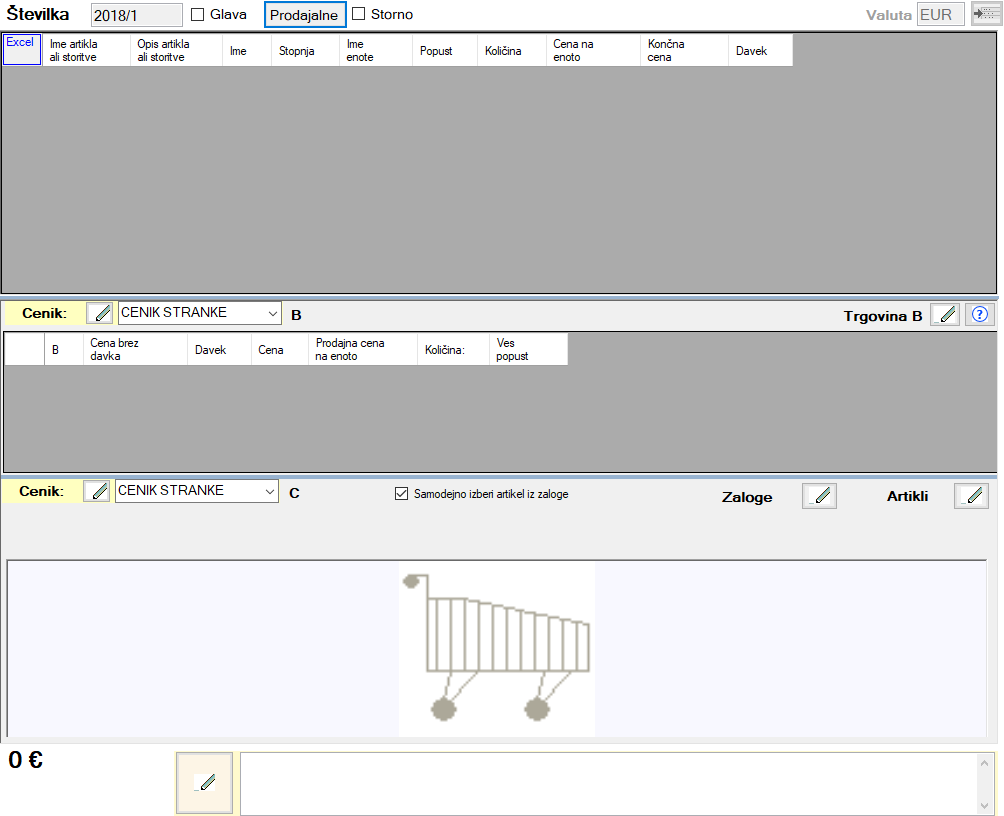 Številka 2018/1 Glava Prodajalne Storno Valuta EUR
Excel
Ime artikla
ali storitve
Opis artikla
ali storitve
Ime
Stopnja
Ime
enote
Popust
Količina
Cena na
enoto
Končna
cena
Davek
Cenik: CENIK STRANKE B Trgovina B ?
B
Cena brez
davka
Davek
Cena
Prodajna cena
na enoto
Količina:
Ves
popust
Cenik: CENIK STRANKE C Samodejno izberi artikel iz zaloge Zaloge Artikli
0 €